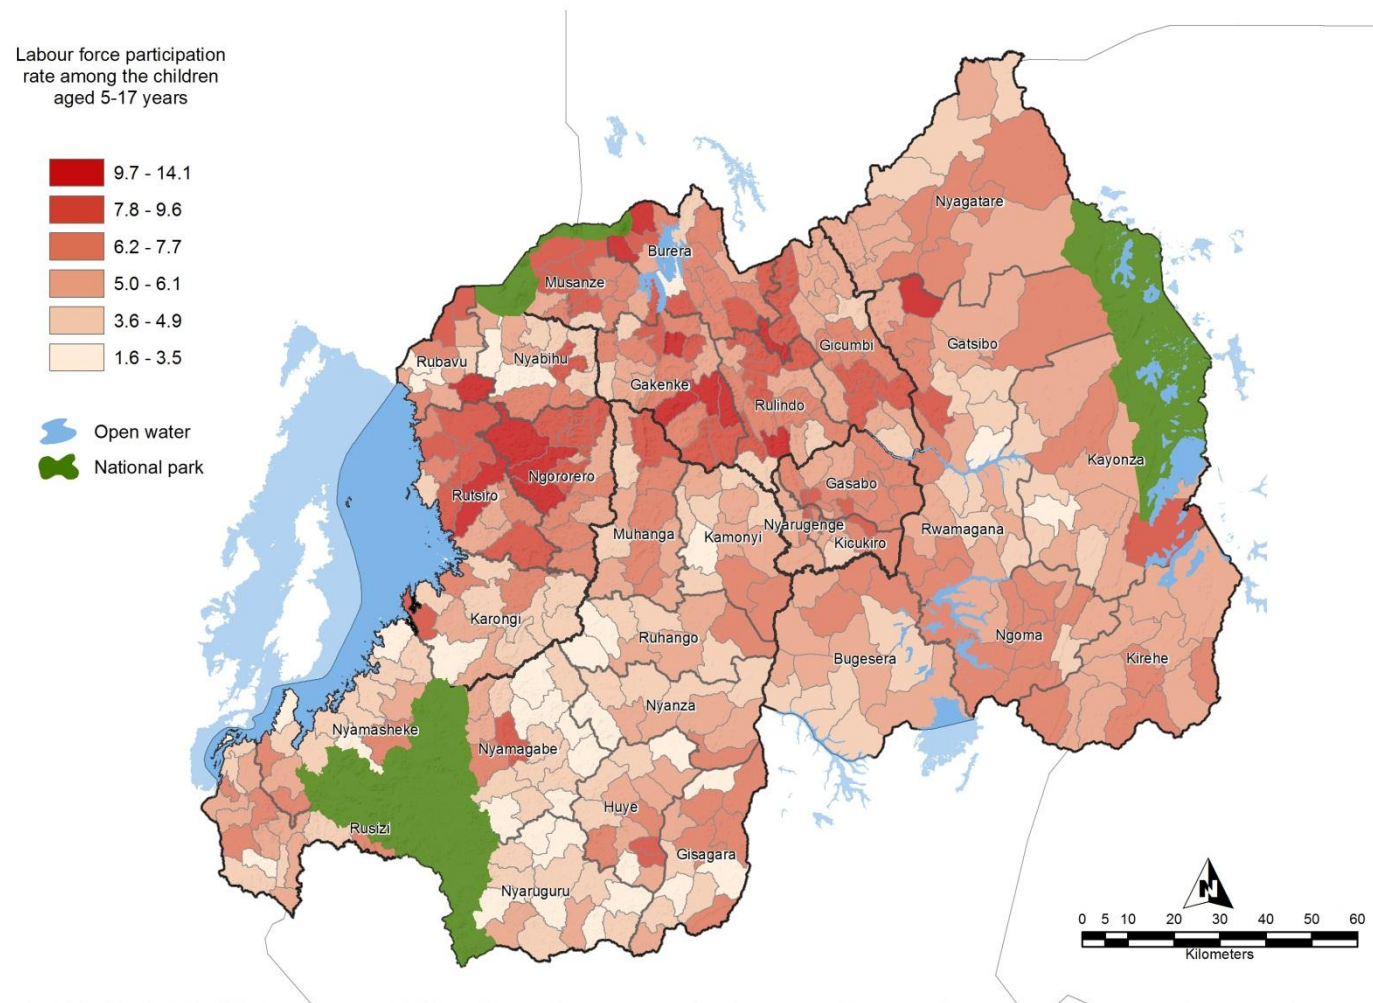 Labour force participation
rate among the children
aged 5-17 years
9.7 - 14.1
7.8 - 9.6
6.2 - 7.7
5.0 - 6.1
3.6 - 4.9
1.6 - 3.5
Open water
National park
Nyagatare
Burera
Musanze
Gicumbi
Gatsibo
Rubavu
Nyabihu
Gakenke
Rulindo
Kayonza
Ngororero
Gasabo
Rutsiro
Nyarugenge
Rwamagana
Muhanga
Kamonyi
Kicukiro
Karongi
Ruhango
Ngoma
Bugesera
Kirehe
Nyanza
Nyamasheke
Nyamagabe
Huye
Rusizi
Gisagara
Nyaruguru
N
0 5 10 20 30 40 50 60
Kilometers